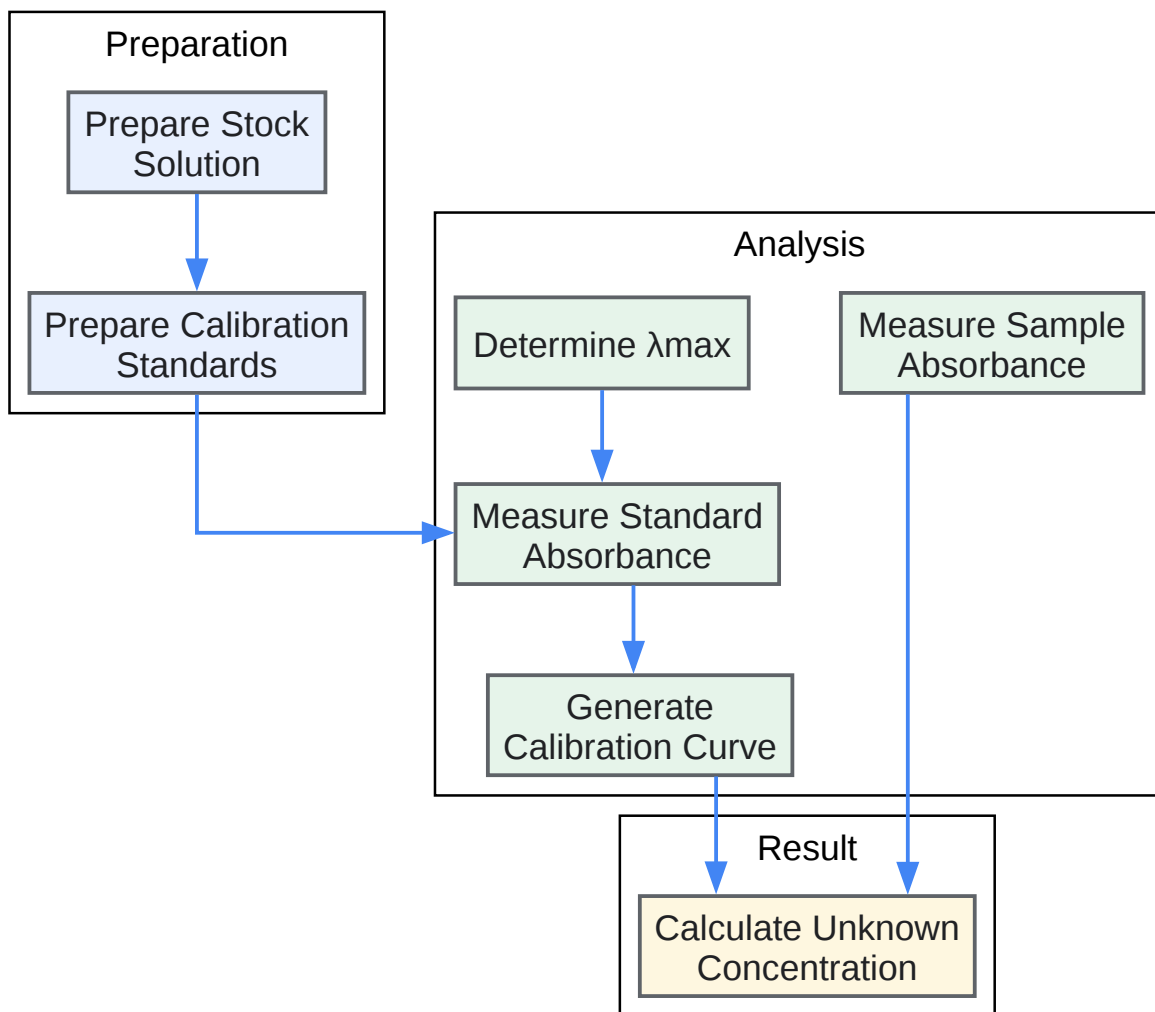 Preparation
Prepare Stock
Solution
Prepare Calibration
Standards
Analysis
Determine λmax
Measure Sample
Absorbance
Measure Standard
Absorbance
Generate
Calibration Curve
Result
Calculate Unknown
Concentration